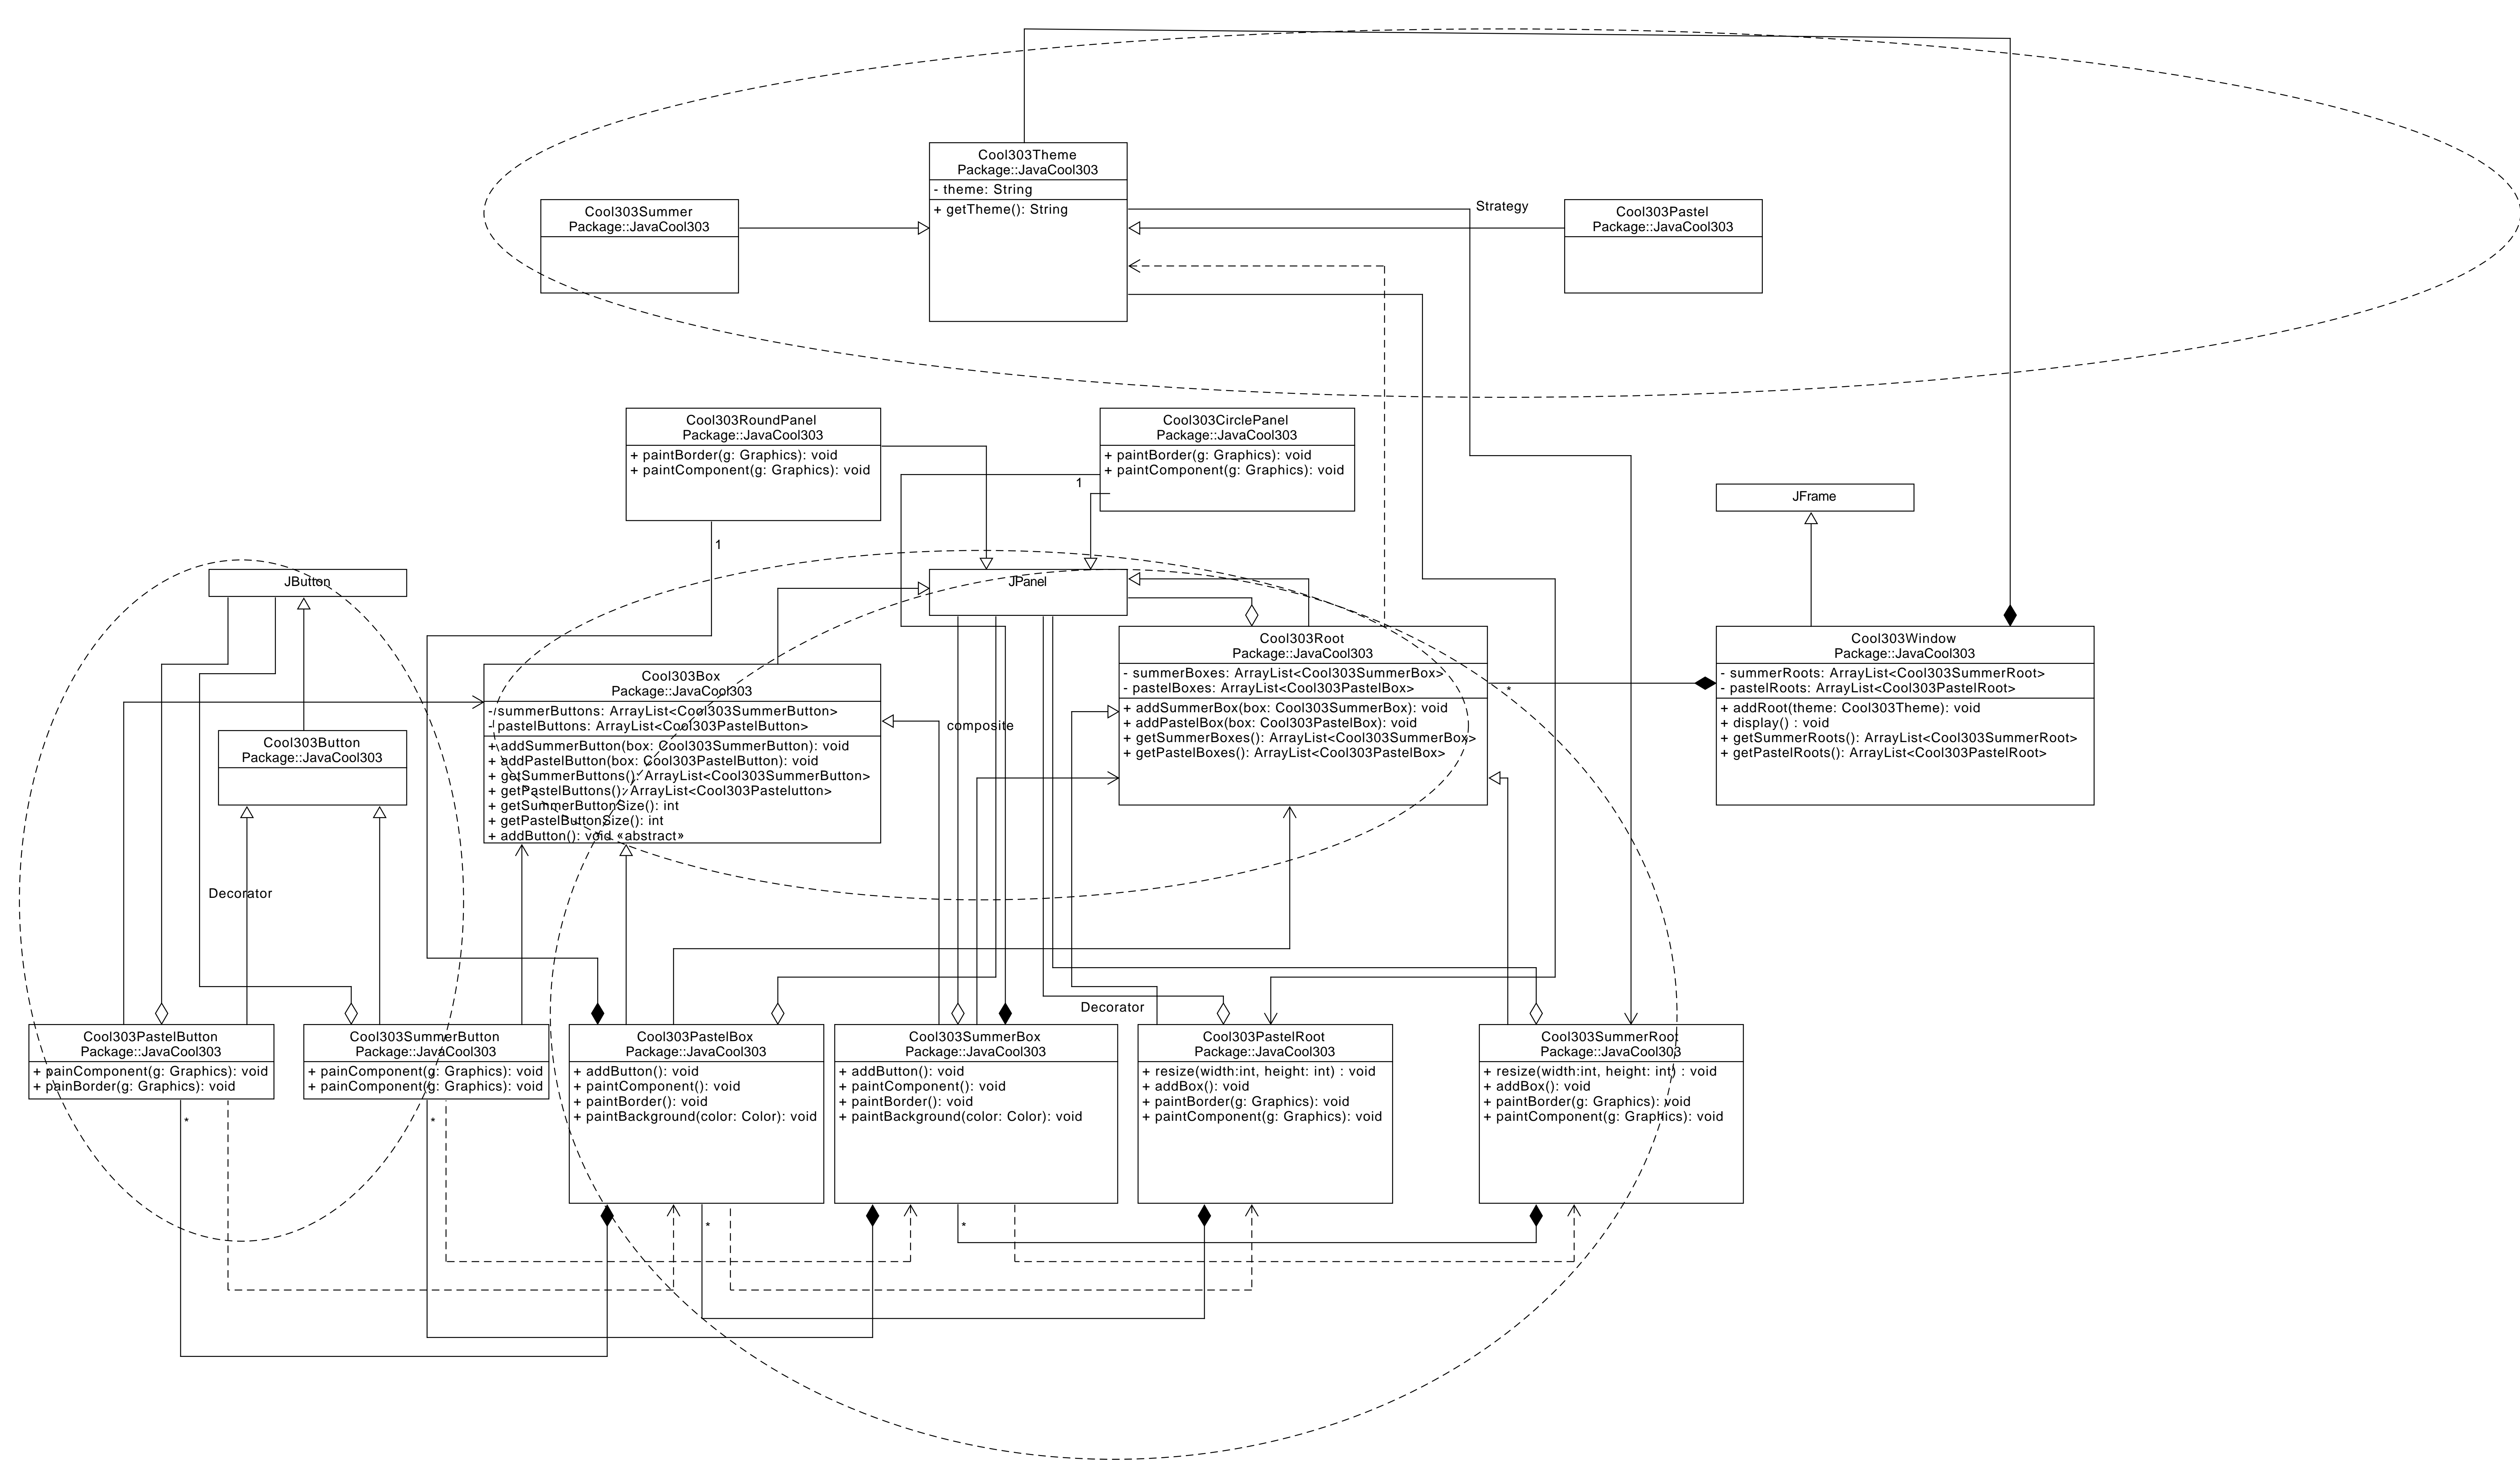 Cool303Theme
Package::JavaCool303
- theme: String
+ getTheme(): String
Cool303Summer
Package::JavaCool303
Strategy
Cool303Pastel
Package::JavaCool303
Cool303RoundPanel
Package::JavaCool303
+ paintBorder(g: Graphics): void
+ paintComponent(g: Graphics): void
1
Cool303CirclePanel
Package::JavaCool303
+ paintBorder(g: Graphics): void
+ paintComponent(g: Graphics): void
1
JFrame
JButton
JPanel
Cool303Root
Package::JavaCool303
- summerBoxes: ArrayList<Cool303SummerBox>
- pastelBoxes: ArrayList<Cool303PastelBox>
+ addSummerBox(box: Cool303SummerBox): void
+ addPastelBox(box: Cool303PastelBox): void
+ getSummerBoxes(): ArrayList<Cool303SummerBox>
+ getPastelBoxes(): ArrayList<Cool303PastelBox>
*
Cool303Window
Package::JavaCool303
- summerRoots: ArrayList<Cool303SummerRoot>
- pastelRoots: ArrayList<Cool303PastelRoot>
+ addRoot(theme: Cool303Theme): void
+ display() : void
+ getSummerRoots(): ArrayList<Cool303SummerRoot>
+ getPastelRoots(): ArrayList<Cool303PastelRoot>
Cool303Box
Package::JavaCool303
- summerButtons: ArrayList<Cool303SummerButton>
- pastelButtons: ArrayList<Cool303PastelButton>
+ addSummerButton(box: Cool303SummerButton): void
+ addPastelButton(box: Cool303PastelButton): void
+ getSummerButtons(): ArrayList<Cool303SummerButton>
+ getPastelButtons(): ArrayList<Cool303Pastelutton>
+ getSummerButtonSize(): int
+ getPastelButtonSize(): int
+ addButton(): void «abstract»
composite
Cool303Button
Package::JavaCool303
Decorator
Decorator
Cool303PastelButton
Package::JavaCool303
+ painComponent(g: Graphics): void
+ painBorder(g: Graphics): void
*
Cool303SummerButton
Package::JavaCool303
+ painComponent(g: Graphics): void
+ painComponent(g: Graphics): void
*
Cool303PastelBox
Package::JavaCool303
+ addButton(): void
+ paintComponent(): void
+ paintBorder(): void
+ paintBackground(color: Color): void
*
Cool303SummerBox
Package::JavaCool303
+ addButton(): void
+ paintComponent(): void
+ paintBorder(): void
+ paintBackground(color: Color): void
*
Cool303PastelRoot
Package::JavaCool303
+ resize(width:int, height: int) : void
+ addBox(): void
+ paintBorder(g: Graphics): void
+ paintComponent(g: Graphics): void
Cool303SummerRoot
Package::JavaCool303
+ resize(width:int, height: int) : void
+ addBox(): void
+ paintBorder(g: Graphics): void
+ paintComponent(g: Graphics): void